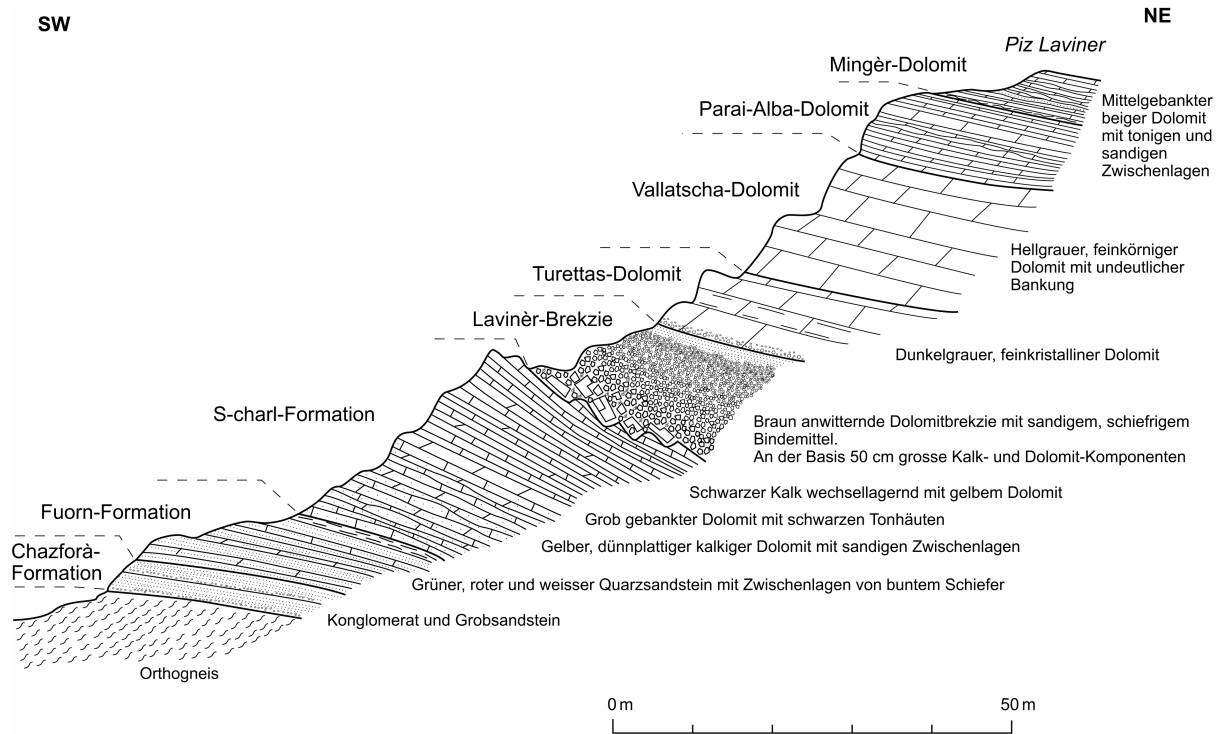 SW
NE
Piz Laviner
Mingèr-Dolomit
Parai-Alba-Dolomit
Mittelgebankter
beiger Dolomit
mit tonigen und
sandigen
Zwischenlagen
Vallatscha-Dolomit
Hellgrauer, feinkörniger
Dolomit mit undeutlicher
Bankung
Turettas-Dolomit
Lavinèr-Brekzie
Dunkelgrauer, feinkristalliner Dolomit
S-charl-Formation
Braun anwitternde Dolomitbrekzie mit sandigem, schiefrigem
Bindemittel.
An der Basis 50 cm grosse Kalk- und Dolomit-Komponenten
Schwarzer Kalk wechsellagernd mit gelbem Dolomit
Fuorn-Formation
Grob gebankter Dolomit mit schwarzen Tonhäuten
Chazforà-
Formation
Gelber, dünnplattiger kalkiger Dolomit mit sandigen Zwischenlagen
Grüner, roter und weisser Quarzsandstein mit Zwischenlagen von buntem Schiefer
Konglomerat und Grobsandstein
Orthogneis
0 m
50 m